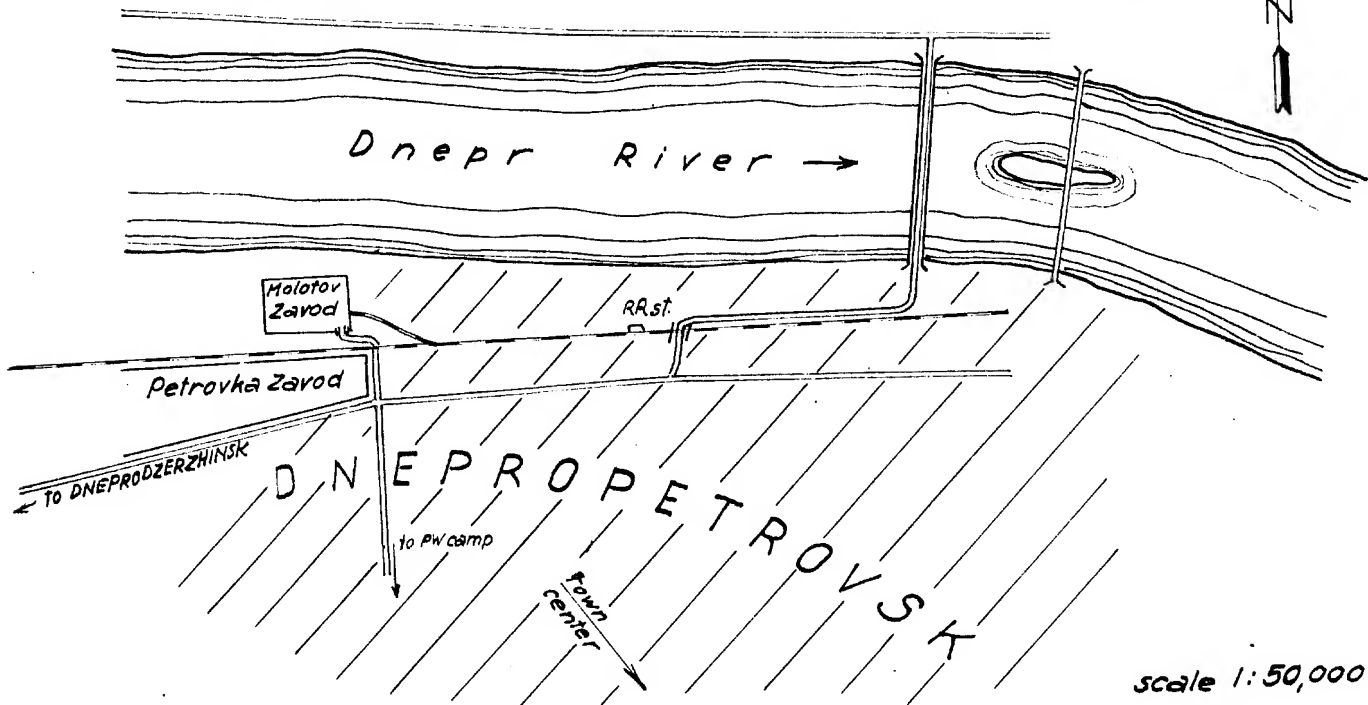 N
Dnepr River
Molotov
Zavod
RR st.
Petrovka Zavod
to DNEPRODZERZHINSK
DNEPROPETROVSK
to PW camp
town
center
scale 1:50,000